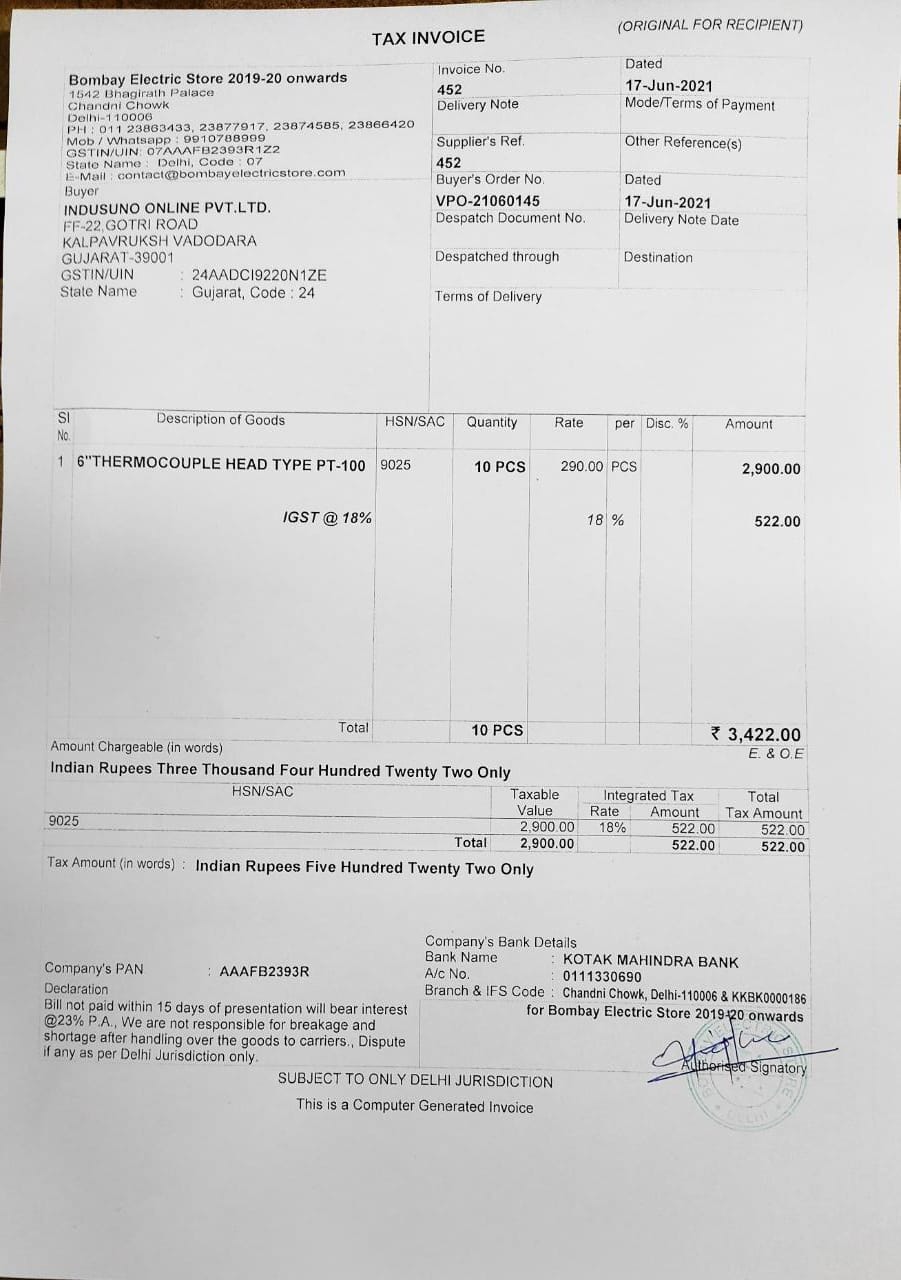 TAX INVOICE
(ORIGINAL FOR RECIPIENT)
Bombay Electric Store 2019-20 onwards
1542 Bhagirath Palace
Chandni Chowk
Delhi-110006
PH : 011 23863433, 23877917, 23874585, 23866420
Mob / Whatsapp : 9910788999
GSTIN/UIN: 07AAAFB2393R1Z2
State Name : Delhi, Code : 07
E-Mail : contact@bombayelectricstore.com
Buyer
INDUSUNO ONLINE PVT.LTD.
FF-22,GOTRI ROAD
KALPAVRUKSH VADODARA
GUJARAT-39001
GSTIN/UIN : 24AADCI9220N1ZE
State Name : Gujarat, Code : 24
Invoice No.
452
Dated
17-Jun-2021
Delivery Note
Mode/Terms of Payment
Supplier's Ref.
452
Other Reference(s)
Buyer's Order No.
VPO-21060145
Dated
17-Jun-2021
Despatch Document No.
Delivery Note Date
Despatched through
Destination
Terms of Delivery
Sl No. Description of Goods HSN/SAC Quantity Rate per Disc. % Amount
1 6"THERMOCOUPLE HEAD TYPE PT-100 9025 10 PCS 290.00 PCS 2,900.00
IGST @ 18% 18 % 522.00
Total 10 PCS ₹ 3,422.00
Amount Chargeable (in words) E. & O.E
Indian Rupees Three Thousand Four Hundred Twenty Two Only
HSN/SAC Taxable Value Integrated Tax Total Tax Amount
Rate Amount
9025 2,900.00 18% 522.00 522.00
Total 2,900.00 522.00 522.00
Tax Amount (in words) : Indian Rupees Five Hundred Twenty Two Only
Company's Bank Details
Bank Name : KOTAK MAHINDRA BANK
A/c No. : 0111330690
Branch & IFS Code : Chandni Chowk, Delhi-110006 & KKBK0000186
Company's PAN : AAAFB2393R
Declaration
Bill not paid within 15 days of presentation will bear interest
@23% P.A., We are not responsible for breakage and
shortage after handling over the goods to carriers., Dispute
if any as per Delhi Jurisdiction only.
for Bombay Electric Store 2019-20 onwards
Authorised Signatory
DELHI
SUBJECT TO ONLY DELHI JURISDICTION
This is a Computer Generated Invoice